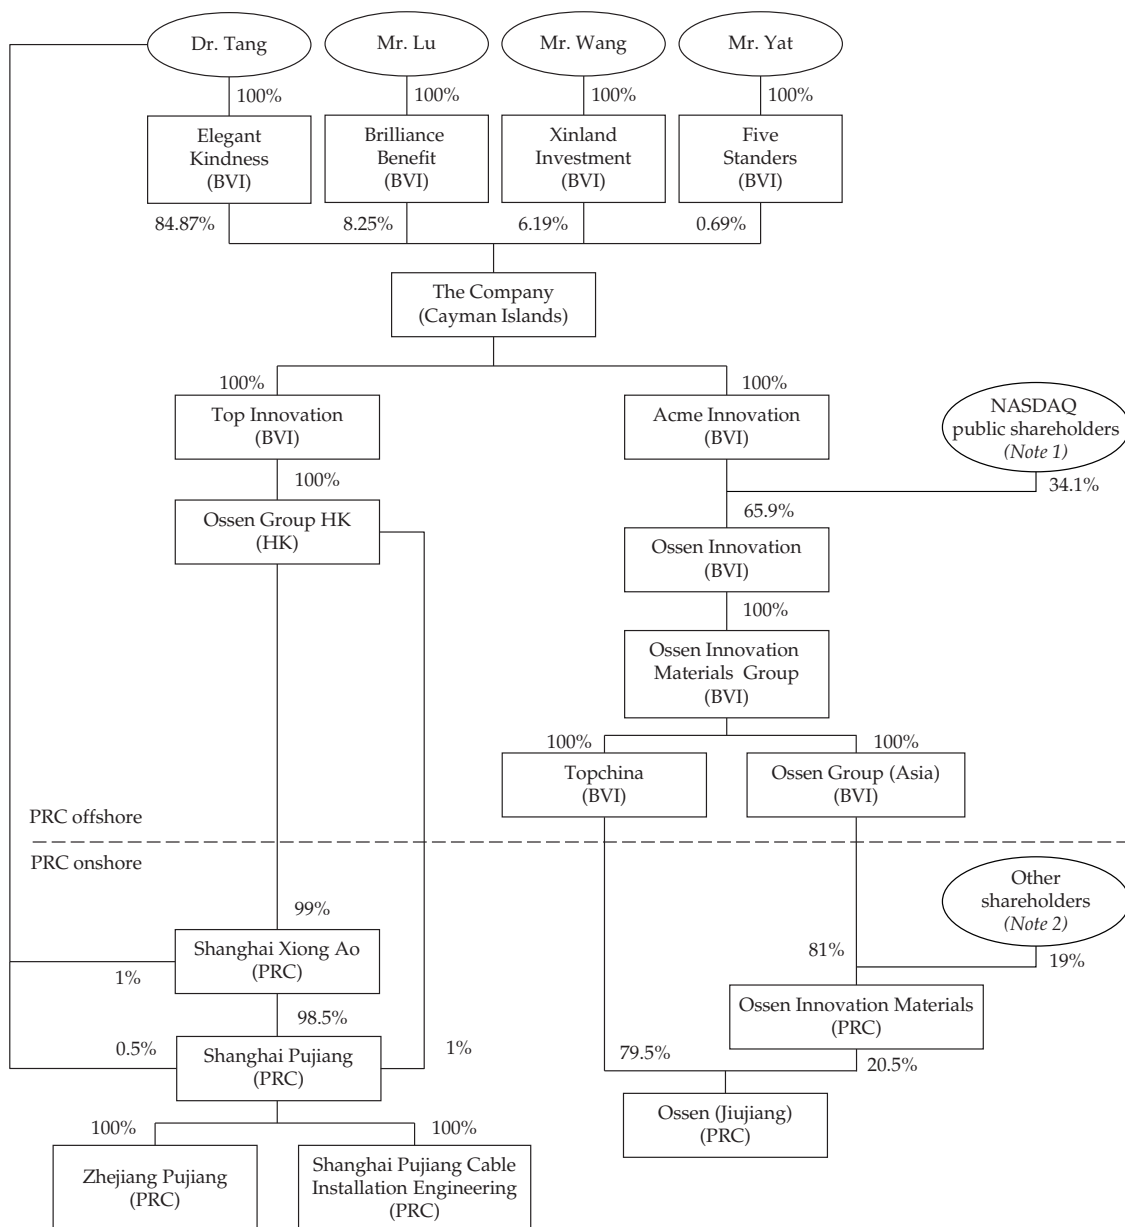 Dr. Tang
Mr. Lu
Mr. Wang
Mr. Yat
100%
100%
100%
100%
Elegant
Kindness
(BVI)
Brilliance
Benefit
(BVI)
Xinland
Investment
(BVI)
Five
Standers
(BVI)
84.87%
8.25%
6.19%
0.69%
The Company
(Cayman Islands)
100%
100%
Top Innovation
(BVI)
Acme Innovation
(BVI)
NASDAQ
public shareholders
(Note 1)
100%
34.1%
65.9%
Ossen Group HK
(HK)
Ossen Innovation
(BVI)
100%
Ossen Innovation
Materials Group
(BVI)
100%
100%
Topchina
(BVI)
Ossen Group (Asia)
(BVI)
PRC offshore
PRC onshore
Other
shareholders
(Note 2)
99%
Shanghai Xiong Ao
(PRC)
1%
81%
19%
98.5%
Ossen Innovation Materials
(PRC)
0.5%
Shanghai Pujiang
(PRC)
1%
79.5%
20.5%
Ossen (Jiujiang)
(PRC)
100%
100%
Zhejiang Pujiang
(PRC)
Shanghai Pujiang Cable
Installation Engineering
(PRC)